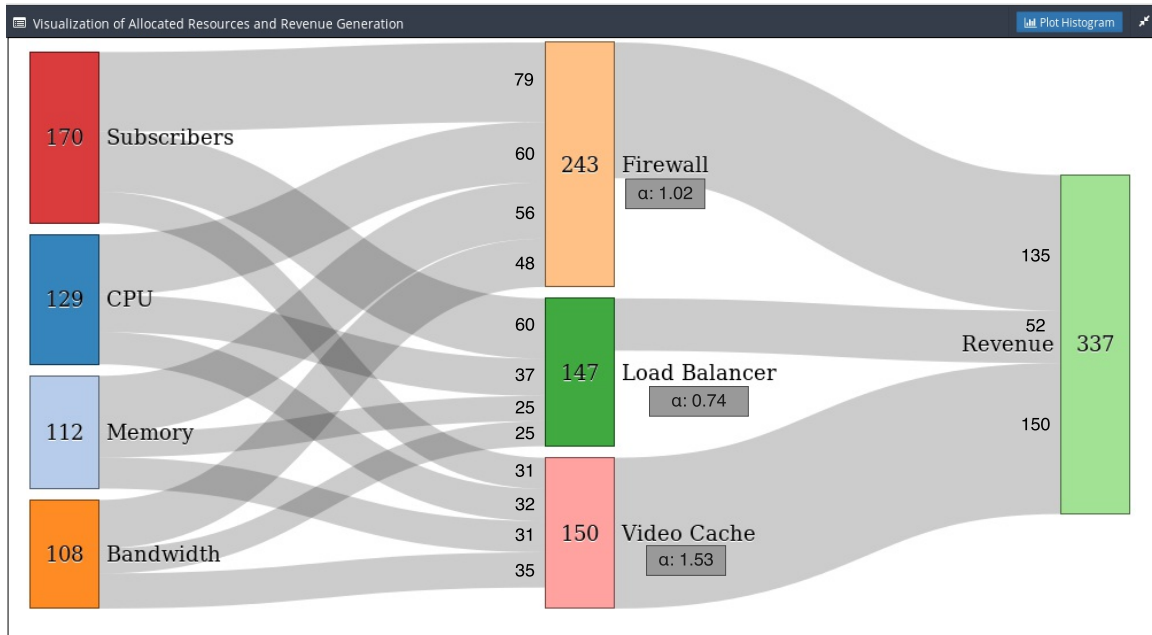 Visualization of Allocated Resources and Revenue Generation
Plot Histogram
170 Subscribers
129 CPU
112 Memory
108 Bandwidth
79
60
56
48
60
37
25
25
31
32
31
35
243 Firewall
α: 1.02
147 Load Balancer
α: 0.74
150 Video Cache
α: 1.53
135
52
150
Revenue 337